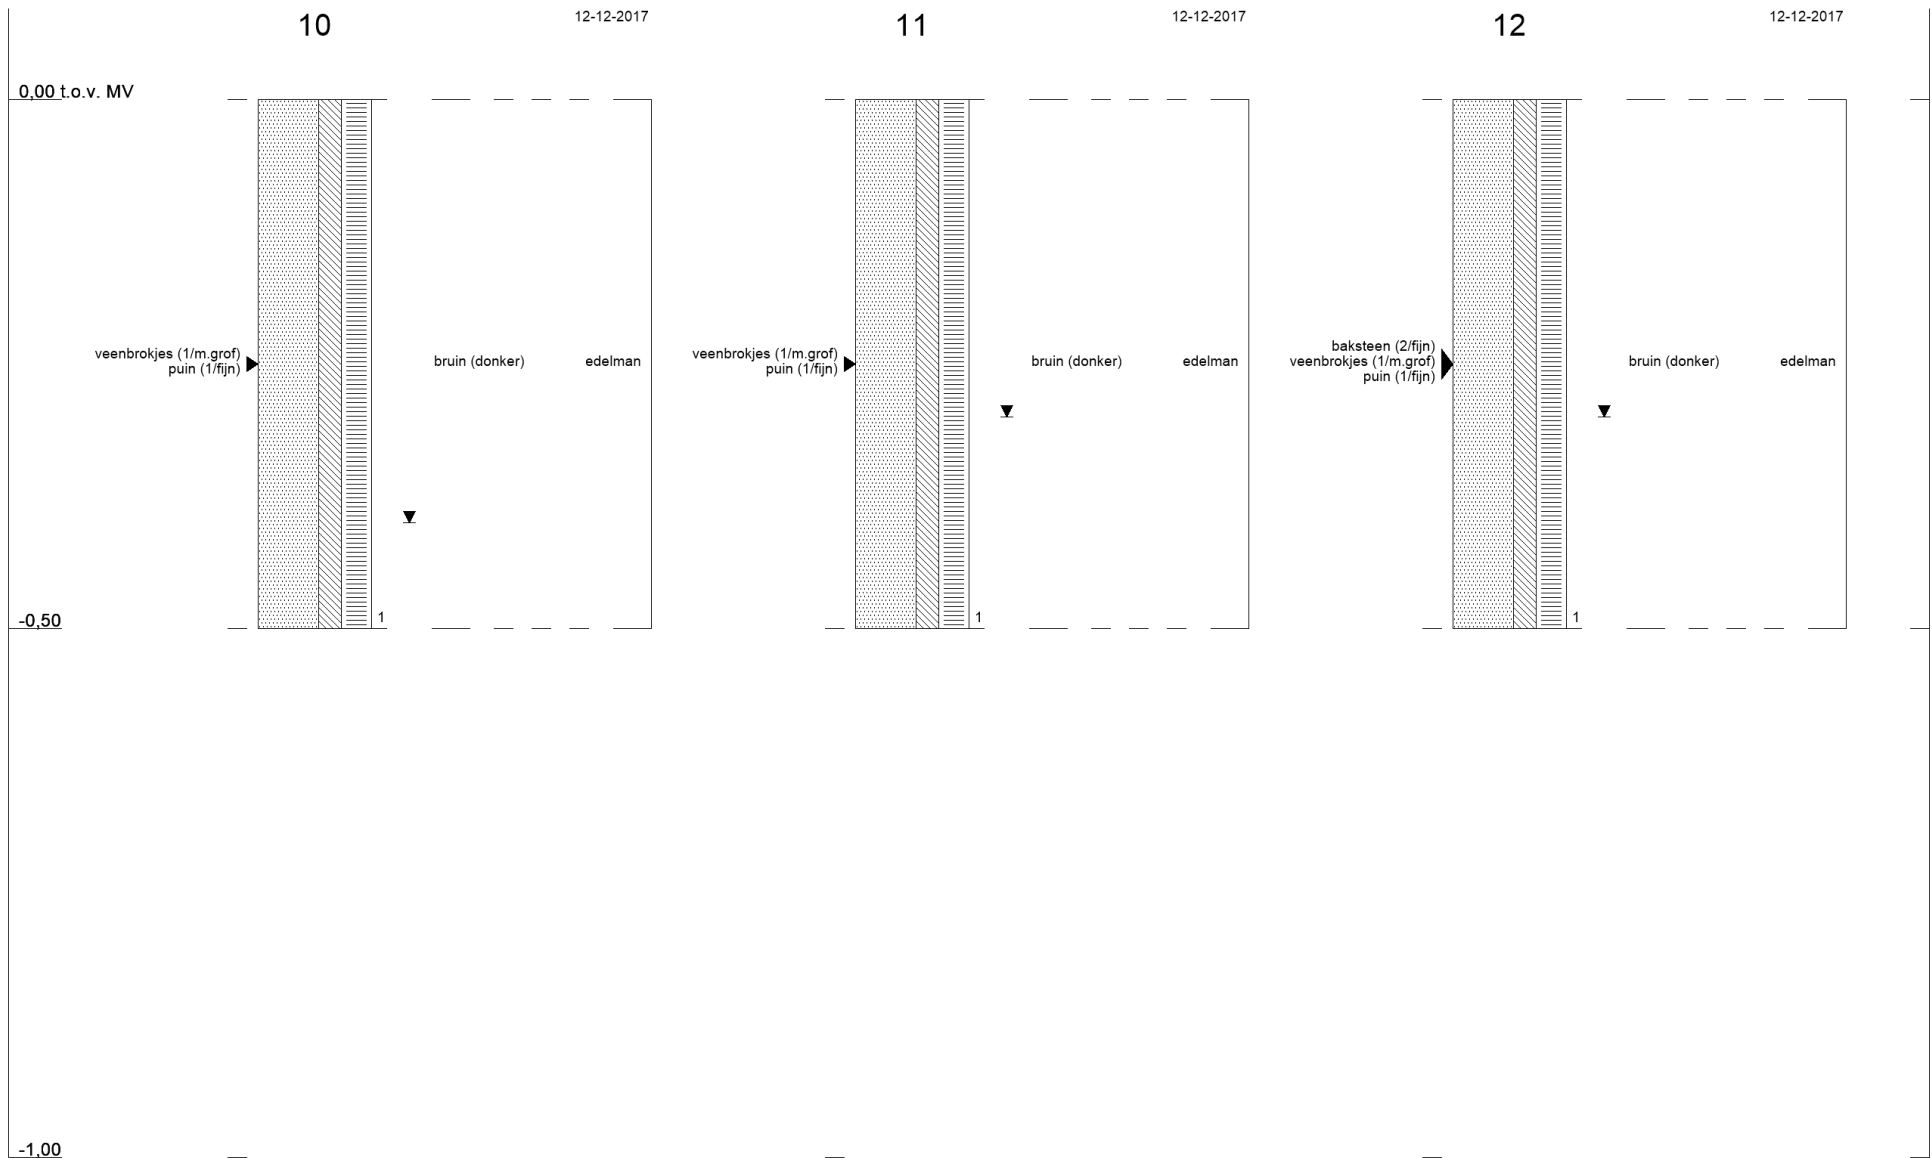 10
12-12-2017
11
12-12-2017
12
12-12-2017
0,00 t.o.v. MV
veenbrokjes (1/m.grof)
puin (1/fijn)
bruin (donker)
edelman
1
veenbrokjes (1/m.grof)
puin (1/fijn)
bruin (donker)
edelman
1
baksteen (2/fijn)
veenbrokjes (1/m.grof)
puin (1/fijn)
bruin (donker)
edelman
1
-0,50
-1,00